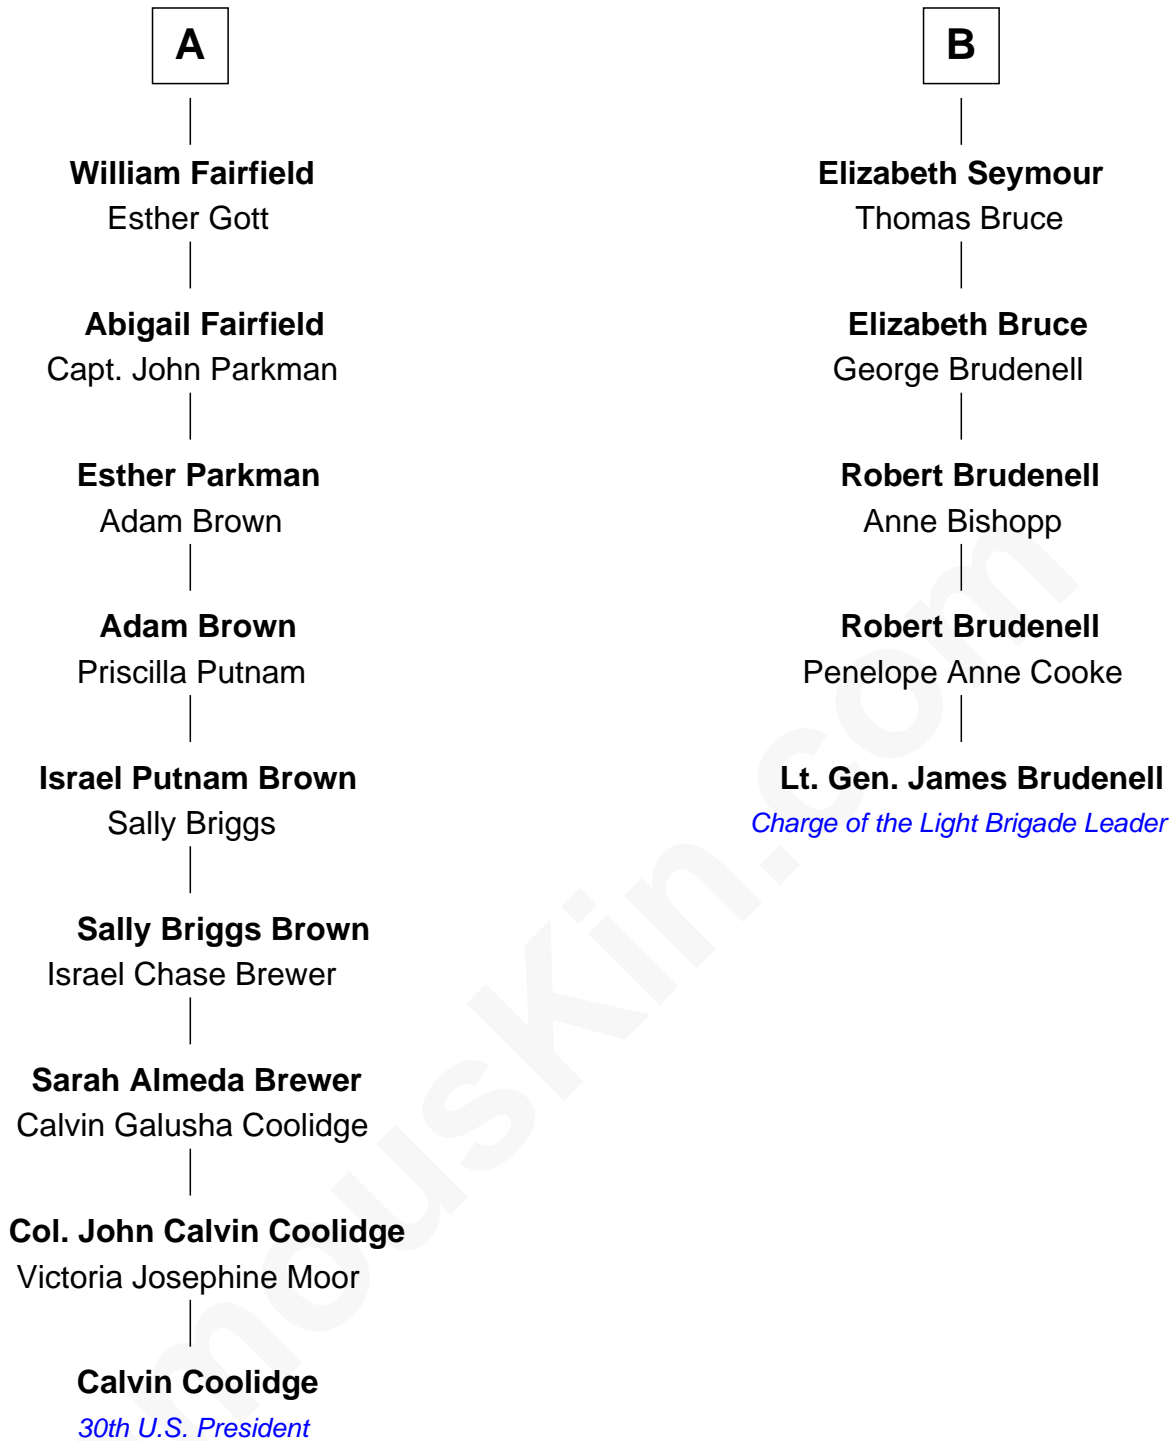 A
William Fairfield
Esther Gott
Abigail Fairfield
Capt. John Parkman
Esther Parkman
Adam Brown
Adam Brown
Priscilla Putnam
Israel Putnam Brown
Sally Briggs
Sally Briggs Brown
Israel Chase Brewer
Sarah Almeda Brewer
Calvin Galusha Coolidge
Col. John Calvin Coolidge
Victoria Josephine Moor
Calvin Coolidge
30th U.S. President
B
Elizabeth Seymour
Thomas Bruce
Elizabeth Bruce
George Brudenell
Robert Brudenell
Anne Bishopp
Robert Brudenell
Penelope Anne Cooke
Lt. Gen. James Brudenell
Charge of the Light Brigade Leader
mousKin.com